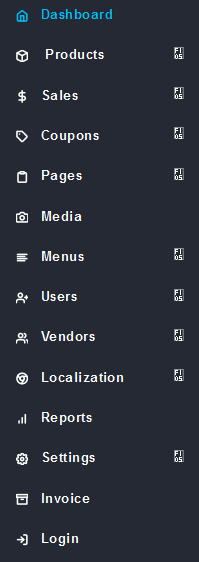 Dashboard
Products
Sales
Coupons
Pages
Media
Menus
Users
Vendors
Localization
Reports
Settings
Invoice
Login